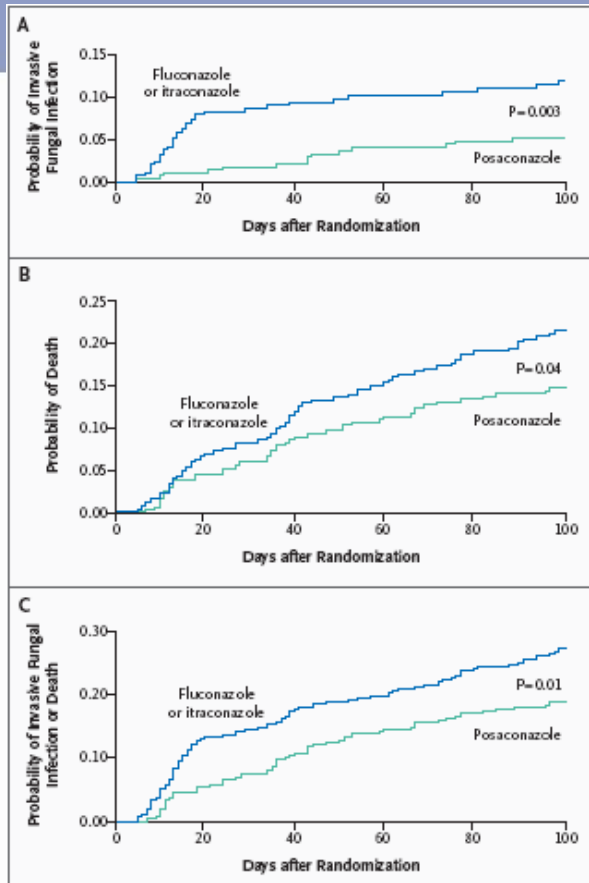 A
Probability of Invasive
Fungal Infection
0.15
0.10
0.05
0.00
Fluconazole
or itraconazole
P=0.003
Posaconazole
0 20 40 60 80 100
Days after Randomization
B
Probability of Death
0.25
0.20
0.15
0.10
0.05
0.00
Fluconazole
or itraconazole
P=0.04
Posaconazole
0 20 40 60 80 100
Days after Randomization
C
Probability of Invasive Fungal
Infection or Death
0.30
0.20
0.10
0.00
Fluconazole
or itraconazole
P=0.01
Posaconazole
0 20 40 60 80 100
Days after Randomization